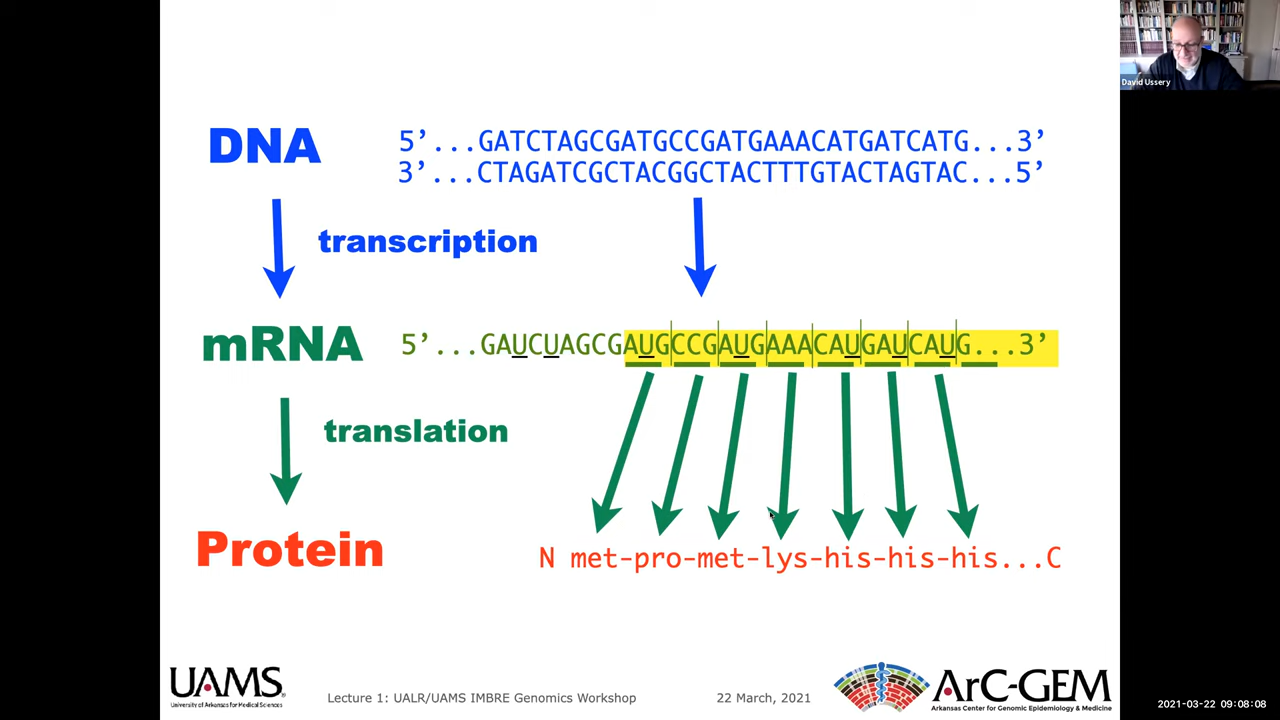 David Ussery
DNA
5’...GATCTAGCGATGCCGATGAAACATGATCATG...3’
3’...CTAGATCGCTACGGCTACTTTGTACTAGTAC...5’
transcription
mRNA
5’...GAUCUAGCGAUGCCGAUGAAACAUGAUCAUG...3’
translation
Protein
N met-pro-met-lys-his-his-his...C
UAMS
University of Arkansas for Medical Sciences
Lecture 1: UALR/UAMS IMBRE Genomics Workshop
22 March, 2021
ArC-GEM
Arkansas Center for Genomic Epidemiology & Medicine
2021-03-22 09:08:08